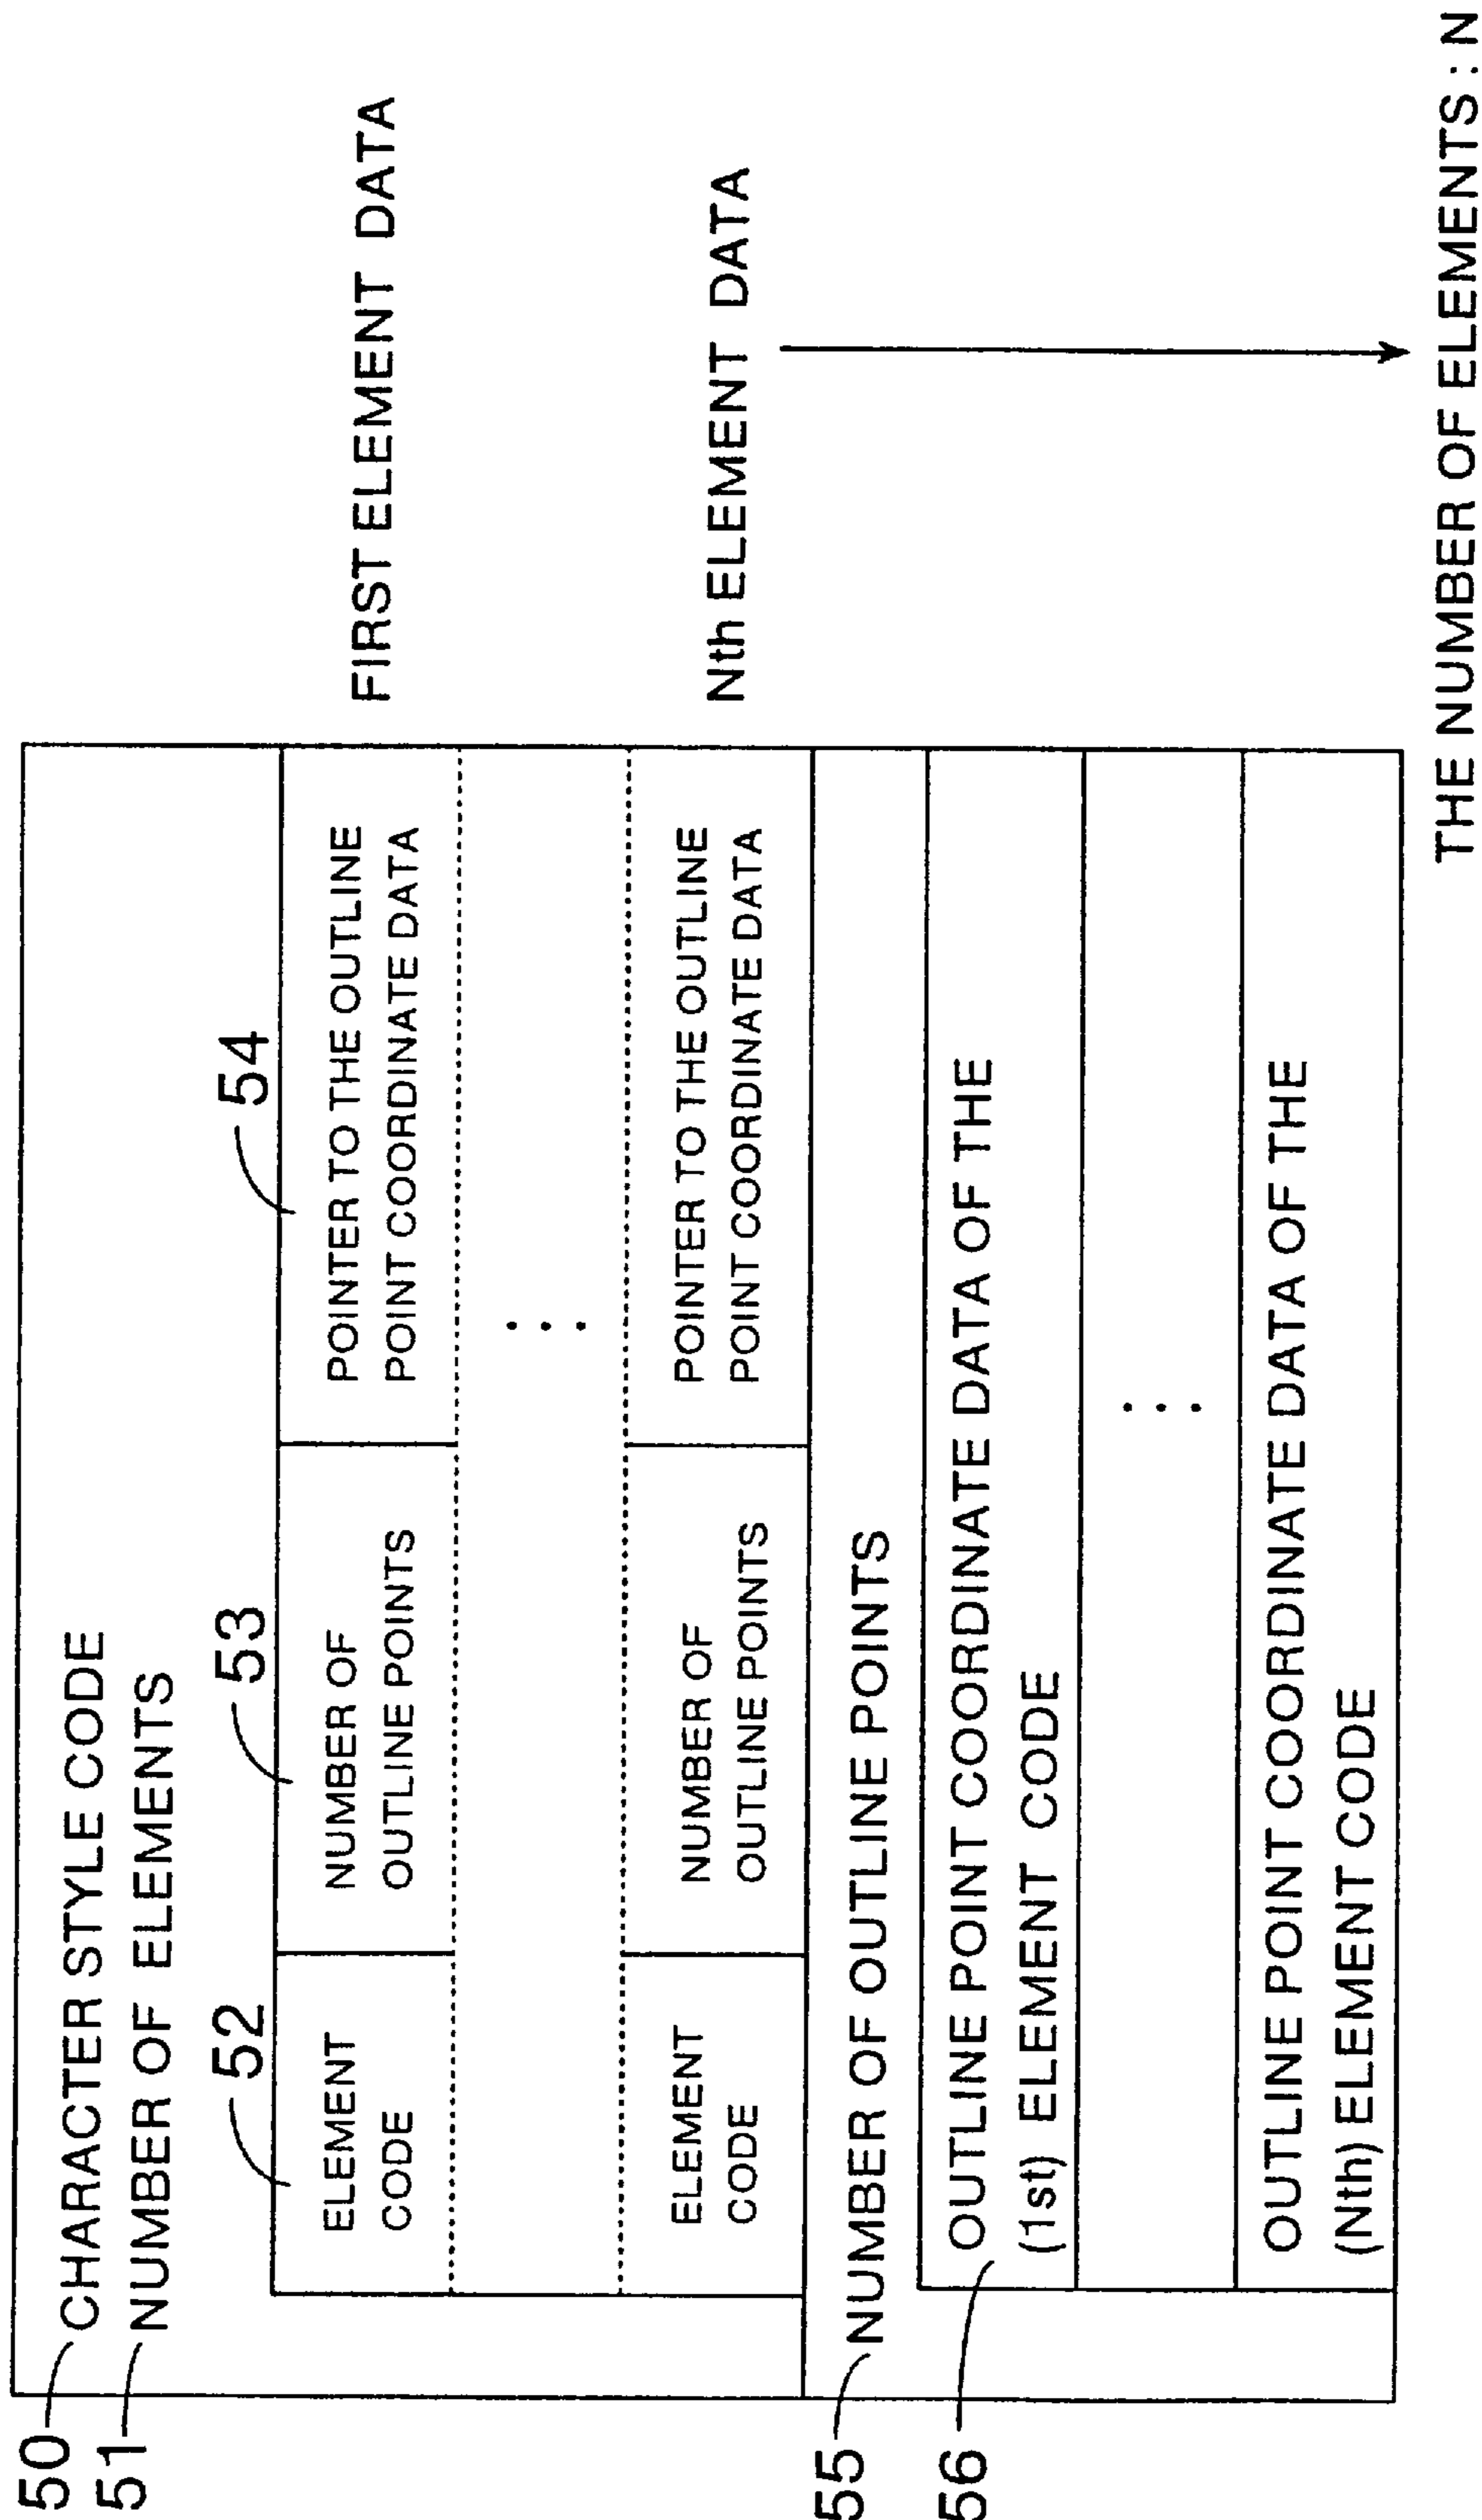 50 CHARACTER STYLE CODE
51 NUMBER OF ELEMENTS
52
53
54
ELEMENT
CODE
NUMBER OF
OUTLINE POINTS
POINTER TO THE OUTLINE
POINT COORDINATE DATA
FIRST ELEMENT DATA
ELEMENT
CODE
NUMBER OF
OUTLINE POINTS
POINTER TO THE OUTLINE
POINT COORDINATE DATA
Nth ELEMENT DATA
55 NUMBER OF OUTLINE POINTS
56
OUTLINE POINT COORDINATE DATA OF THE
(1st) ELEMENT CODE
OUTLINE POINT COORDINATE DATA OF THE
(Nth) ELEMENT CODE
THE NUMBER OF ELEMENTS : N